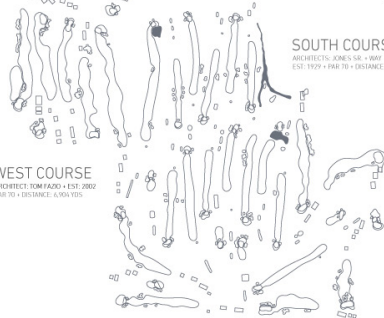 SOUTH COURS
ARCHITECTS: JONES SR. + WAY
EST: 1929 + PAR 70 + DISTANCE
WEST COURSE
ARCHITECT: TOM FAZIO + EST: 2002
AR 70 + DISTANCE: 6,904 YDS